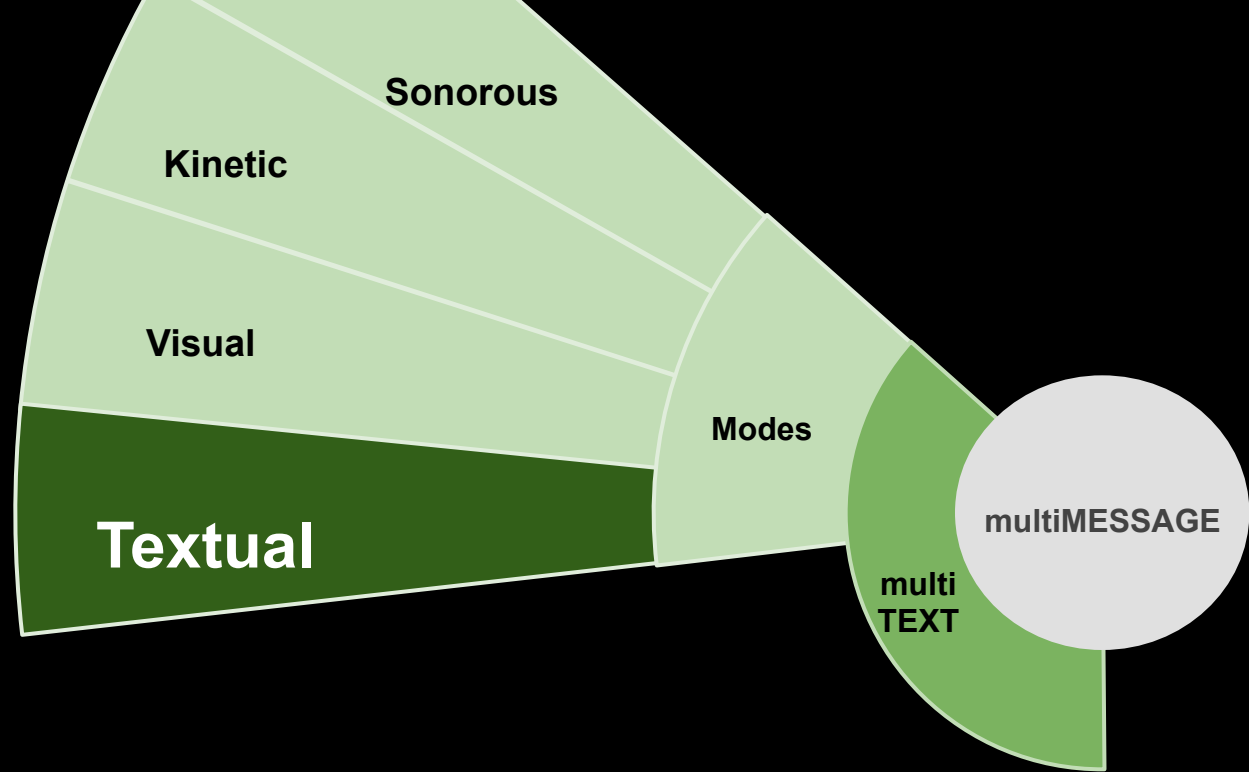 Sonorous
Kinetic
Visual
Modes
Textual
multiMESSAGE
multi
TEXT